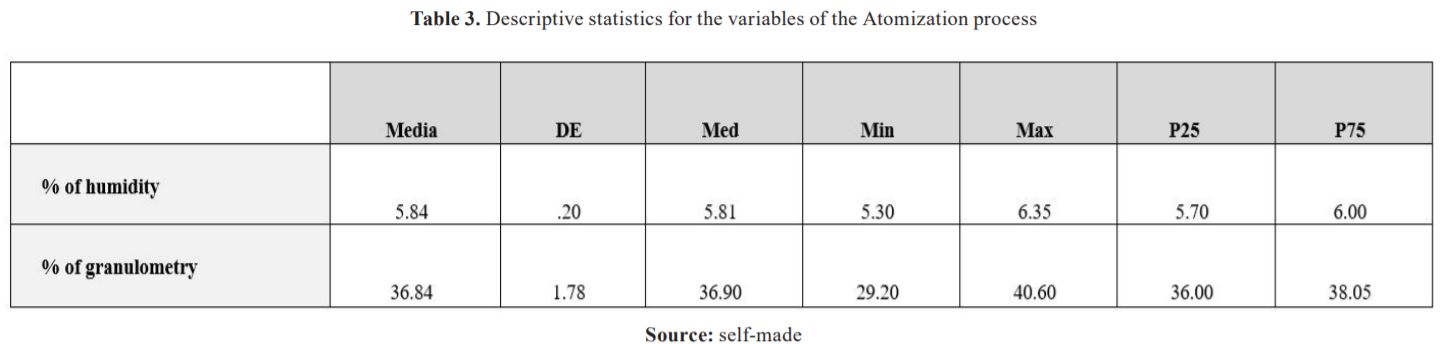 Table 3. Descriptive statistics for the variables of the Atomization process
Media DE Med Min Max P25 P75
% of humidity 5.84 .20 5.81 5.30 6.35 5.70 6.00
% of granulometry 36.84 1.78 36.90 29.20 40.60 36.00 38.05
Source: self-made